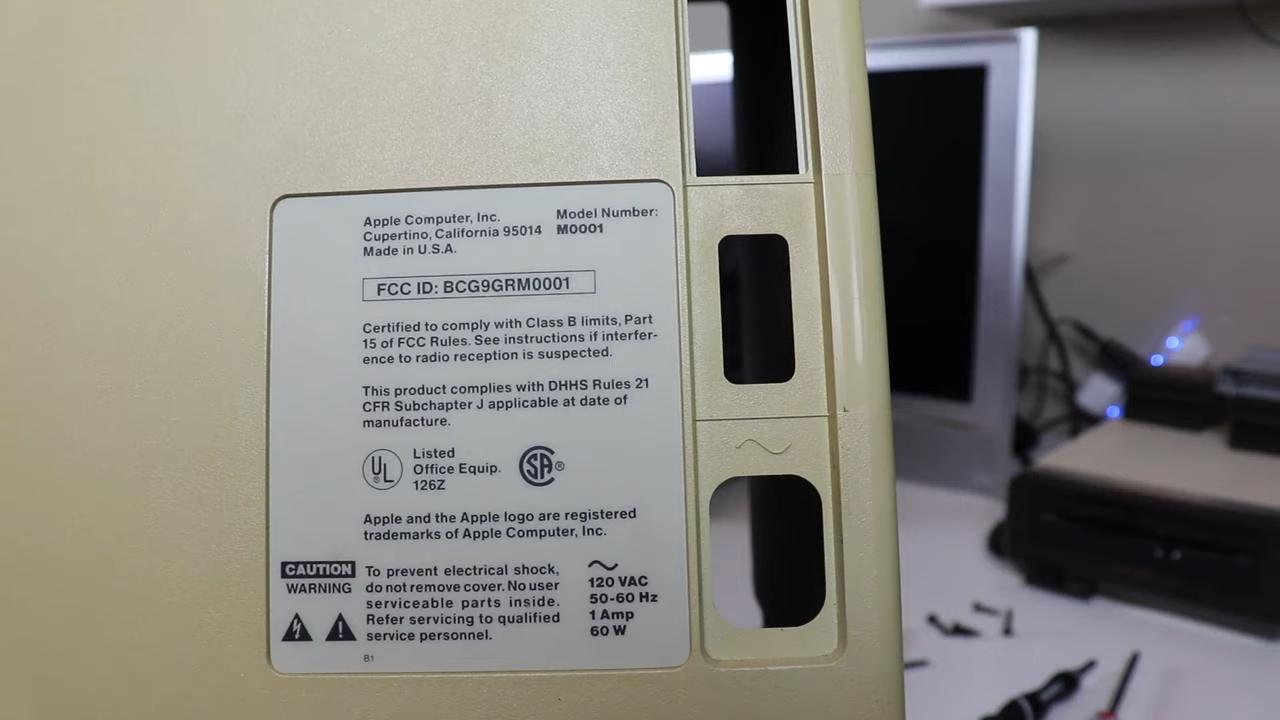 Apple Computer, Inc.
Cupertino, California 95014
Made in U.S.A.
Model Number:
M0001
FCC ID: BCG9GRM0001
Certified to comply with Class B limits, Part
15 of FCC Rules. See instructions if interfer-
ence to radio reception is suspected.
This product complies with DHHS Rules 21
CFR Subchapter J applicable at date of
manufacture.
UL ®
Listed
Office Equip.
126Z
SA ®
Apple and the Apple logo are registered
trademarks of Apple Computer, Inc.
CAUTION
WARNING
To prevent electrical shock,
do not remove cover. No user
serviceable parts inside.
Refer servicing to qualified
service personnel.
120 VAC
50-60 Hz
1 Amp
60 W
B1